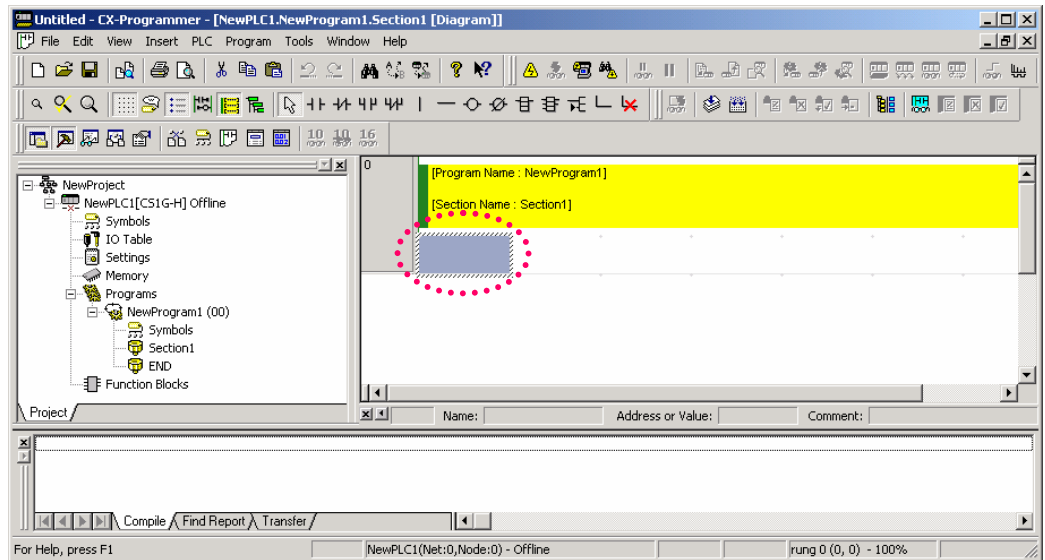 Untitled - CX-Programmer - [NewPLC1.NewProgram1.Section1 [Diagram]]
File Edit View Insert PLC Program Tools Window Help
10 10 16
0
[Program Name : NewProgram1]
[Section Name : Section1]
NewProject
NewPLC1[CS1G-H] Offline
Symbols
IO Table
Settings
Memory
Programs
NewProgram1 (00)
Symbols
Section1
END
Function Blocks
Project
Name: Address or Value: Comment:
Compile Find Report Transfer
For Help, press F1 NewPLC1(Net:0,Node:0) - Offline rung 0 (0, 0) - 100%